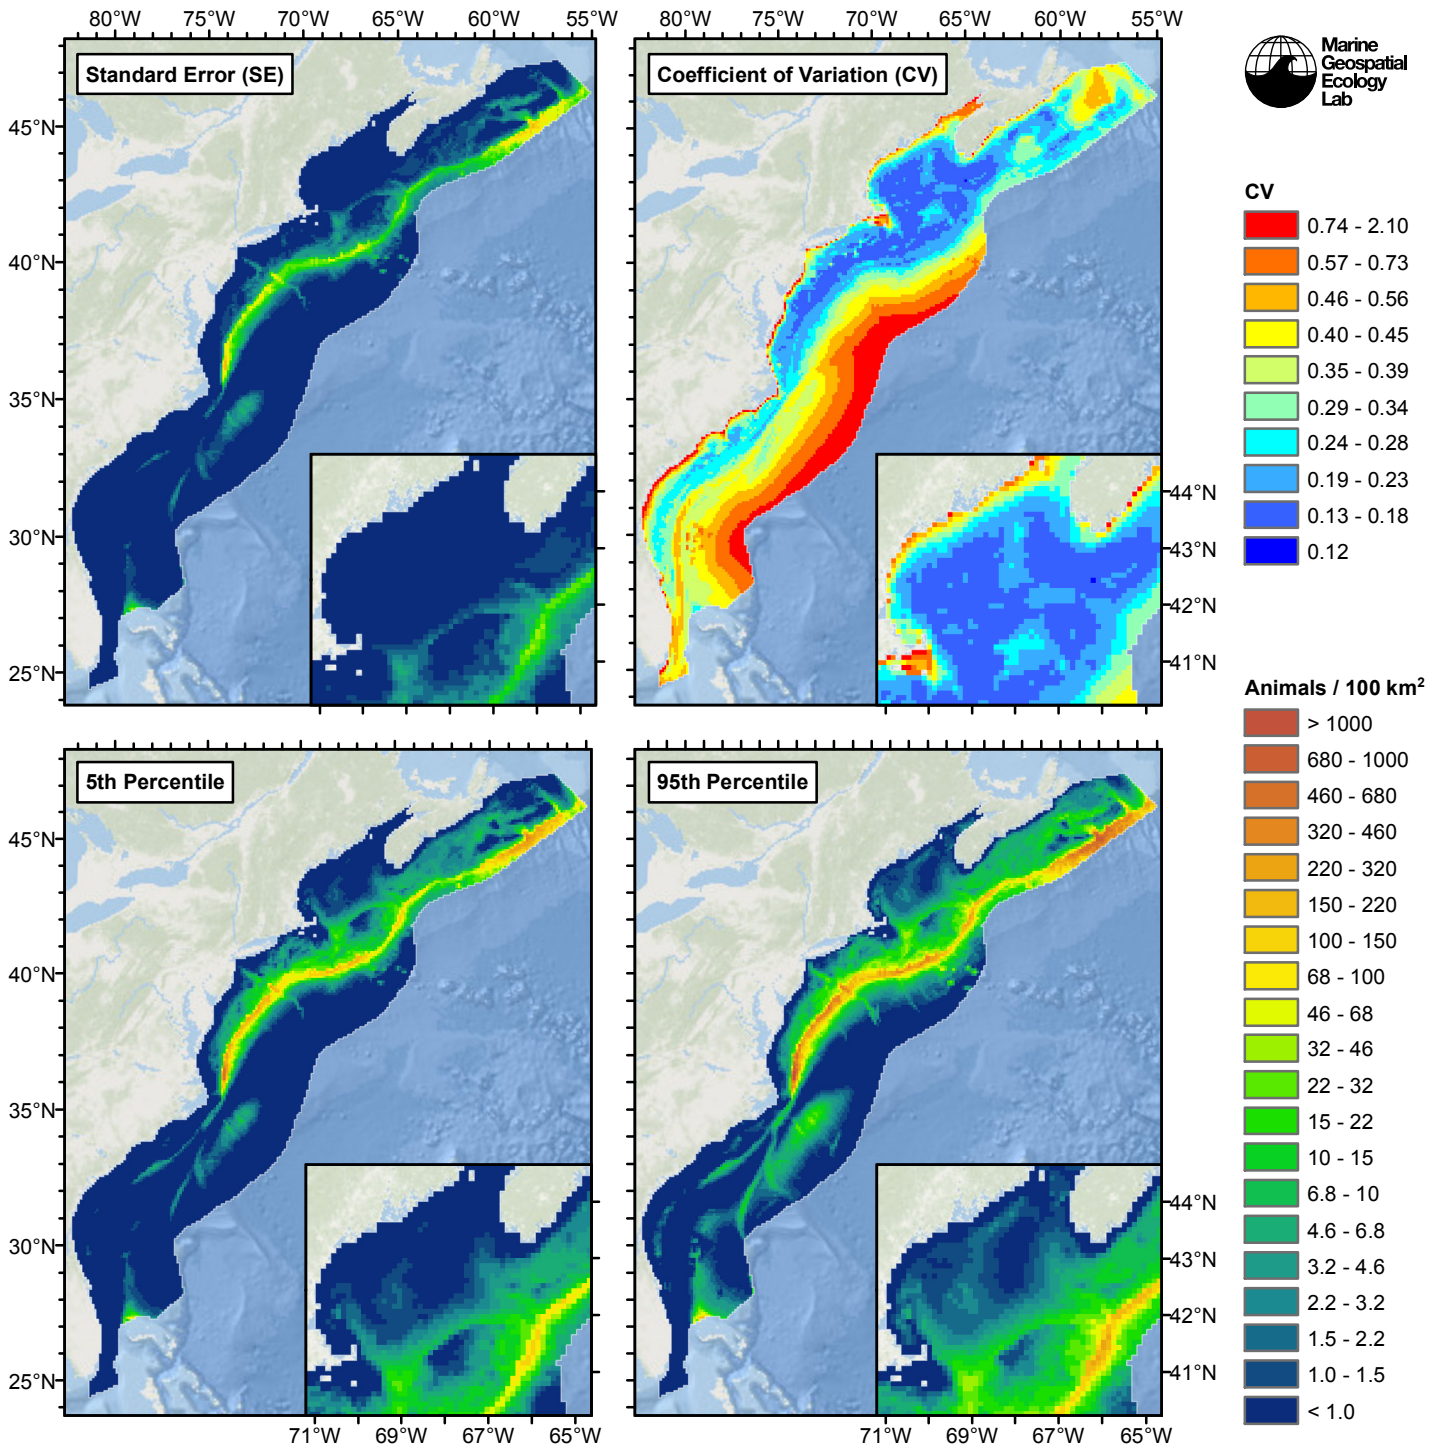 80°W 75°W 70°W 65°W 60°W 55°W
80°W 75°W 70°W 65°W 60°W 55°W
Standard Error (SE)
Coefficient of Variation (CV)
Marine
Geospatial
Ecology
Lab
45°N
40°N
35°N
30°N
25°N
44°N
43°N
42°N
41°N
CV
0.74 - 2.10
0.57 - 0.73
0.46 - 0.56
0.40 - 0.45
0.35 - 0.39
0.29 - 0.34
0.24 - 0.28
0.19 - 0.23
0.13 - 0.18
0.12
5th Percentile
95th Percentile
45°N
40°N
35°N
30°N
25°N
44°N
43°N
42°N
41°N
71°W 69°W 67°W 65°W
71°W 69°W 67°W 65°W
Animals / 100 km²
> 1000
680 - 1000
460 - 680
320 - 460
220 - 320
150 - 220
100 - 150
68 - 100
46 - 68
32 - 46
22 - 32
15 - 22
10 - 15
6.8 - 10
4.6 - 6.8
3.2 - 4.6
2.2 - 3.2
1.5 - 2.2
1.0 - 1.5
< 1.0